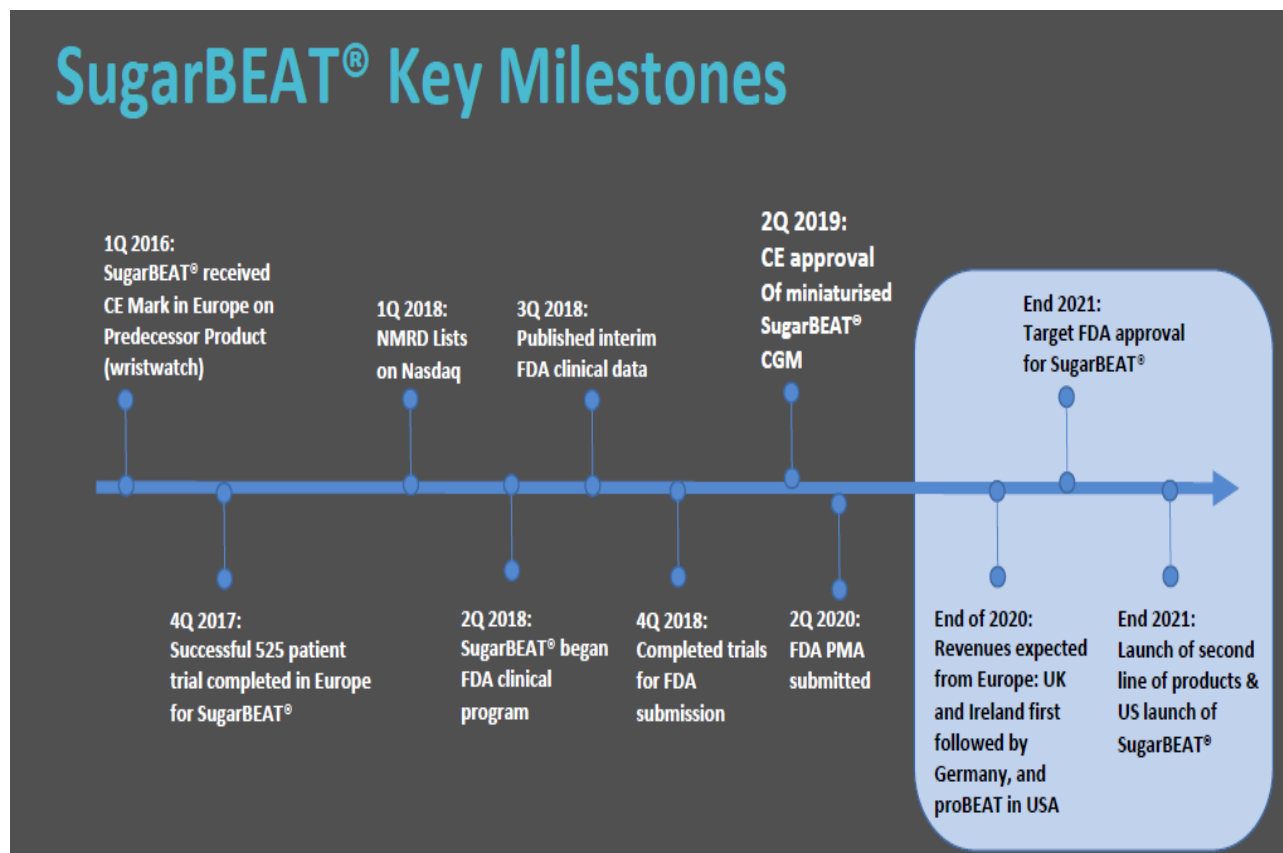 SugarBEAT® Key Milestones
1Q 2016:
SugarBEAT® received
CE Mark in Europe on
Predecessor Product
(wristwatch)
4Q 2017:
Successful 525 patient
trial completed in Europe
for SugarBEAT®
1Q 2018:
NMRD Lists
on Nasdaq
2Q 2018:
SugarBEAT® began
FDA clinical
program
3Q 2018:
Published interim
FDA clinical data
4Q 2018:
Completed trials
for FDA
submission
2Q 2019:
CE approval
Of miniaturised
SugarBEAT®
CGM
2Q 2020:
FDA PMA
submitted
End of 2020:
Revenues expected
from Europe: UK
and Ireland first
followed by
Germany, and
proBEAT in USA
End 2021:
Target FDA approval
for SugarBEAT®
End 2021:
Launch of second
line of products &
US launch of
SugarBEAT®